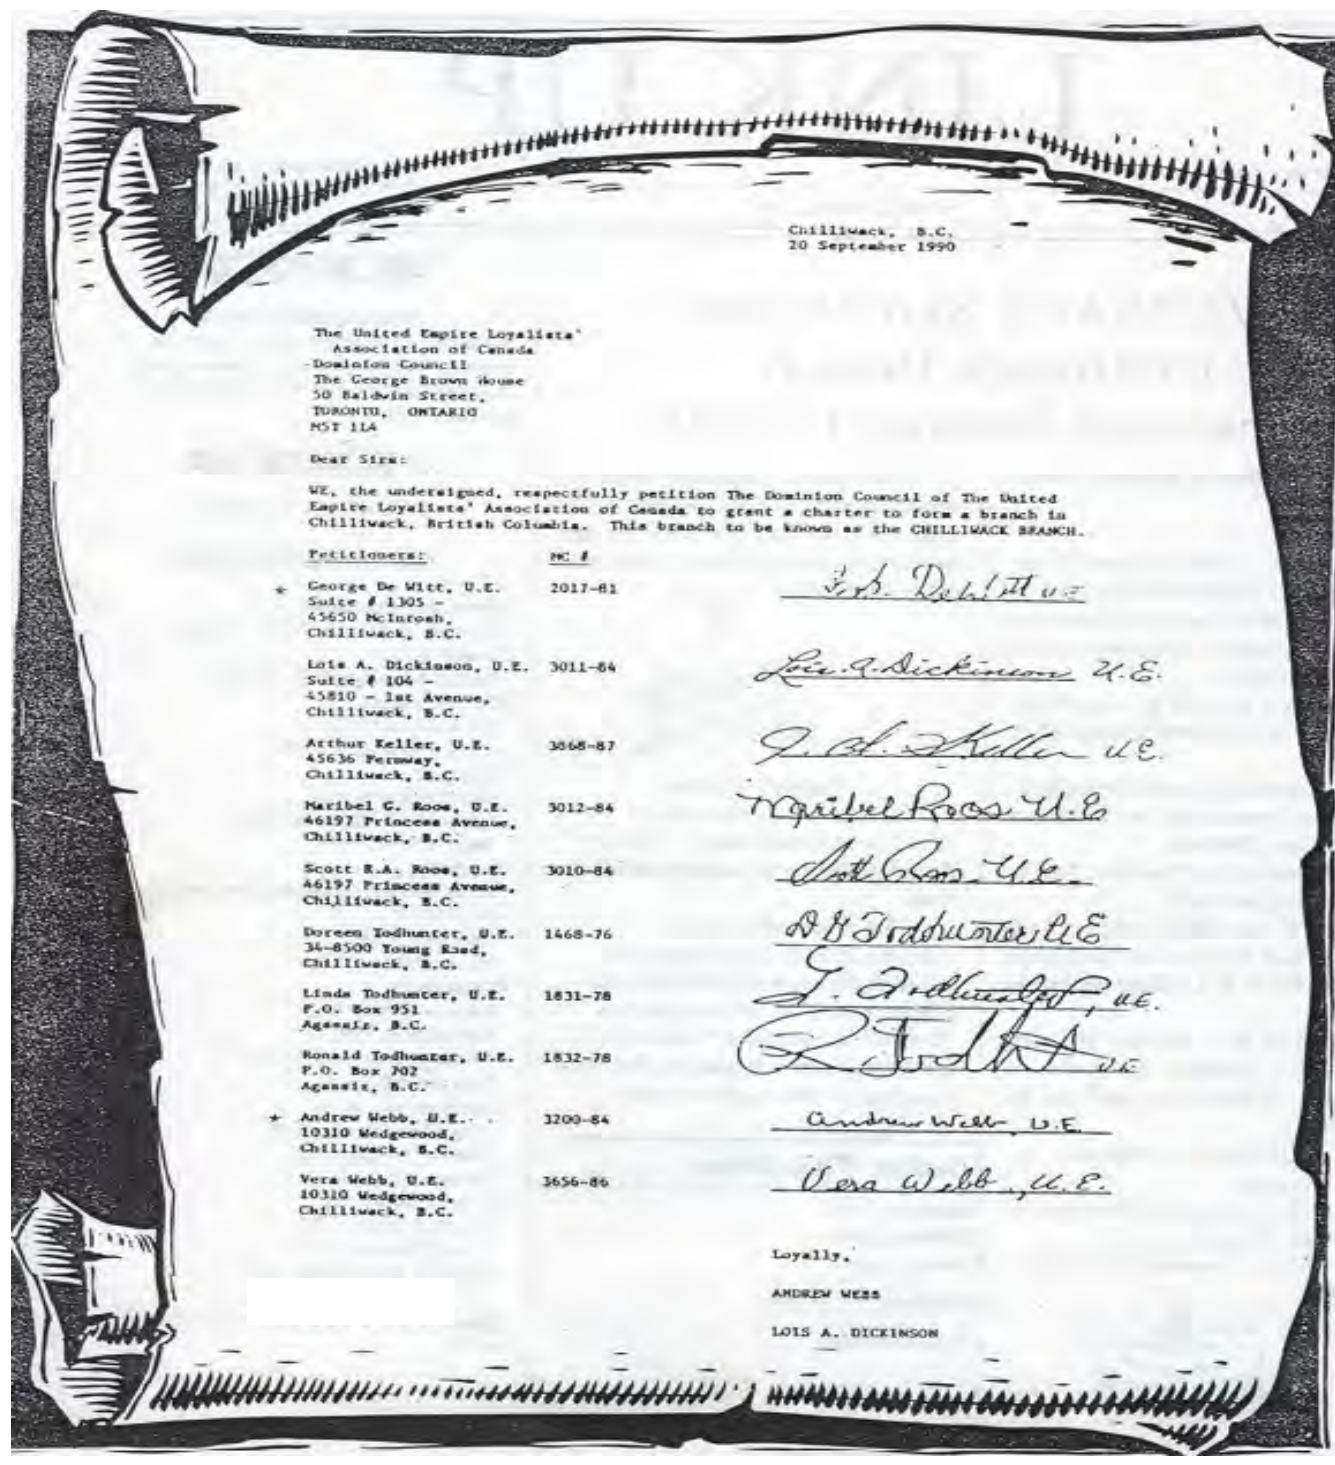 Chilliwack, B.C.
20 September 1990
The United Empire Loyalists'
Association of Canada
Dominion Council
The George Brown House
50 Baldwin Street,
TORONTO, ONTARIO
M5T 1L4
Dear Sirs:
WE, the undersigned, respectfully petition The Dominion Council of The United
Empire Loyalists' Association of Canada to grant a charter to form a branch in
Chilliwack, British Columbia. This branch to be known as the CHILLIWACK BRANCH.
Petitioners: MC #
* George De Witt, U.E. 2017-81 DeWitt U E
Suite # 1305 -
45650 McIntosh,
Chilliwack, B.C.
Lois A. Dickinson, U.E. 3011-84 Lois A. Dickinson U.E.
Suite # 104 -
45810 - 1st Avenue,
Chilliwack, B.C.
Arthur Keller, U.E. 3868-87 Keller U.E.
45636 Fernway,
Chilliwack, B.C.
Maribel G. Roos, U.E. 3012-84 Maribel Roos U.E
46197 Princess Avenue,
Chilliwack, B.C.
Scott R.A. Roos, U.E. 3010-84 Scott Roos U.E.
46197 Princess Avenue,
Chilliwack, B.C.
Doreen Todhunter, U.E. 1468-76 D G Todhunter, U E
34-8500 Young Road,
Chilliwack, B.C.
Linda Todhunter, U.E. 1831-78 L. Todhunter, U.E.
P.O. Box 951
Agassiz, B.C.
Ronald Todhunter, U.E. 1832-78 R. Todhunter U E
P.O. Box 702
Agassiz, B.C.
* Andrew Webb, U.E. 3200-84 Andrew Webb, U.E.
10310 Wedgewood,
Chilliwack, B.C.
Vera Webb, U.E. 3656-86 Vera Webb, U.E.
10310 Wedgewood,
Chilliwack, B.C.
Loyally,
ANDREW WEBB
LOIS A. DICKINSON